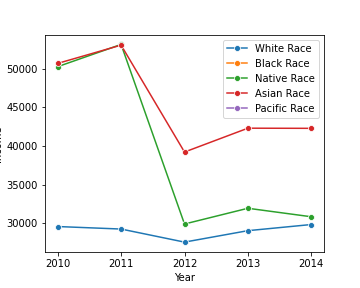 White Race
Black Race
Native Race
Asian Race
Pacific Race
50000
45000
40000
35000
30000
2010
2011
2012
2013
2014
Year